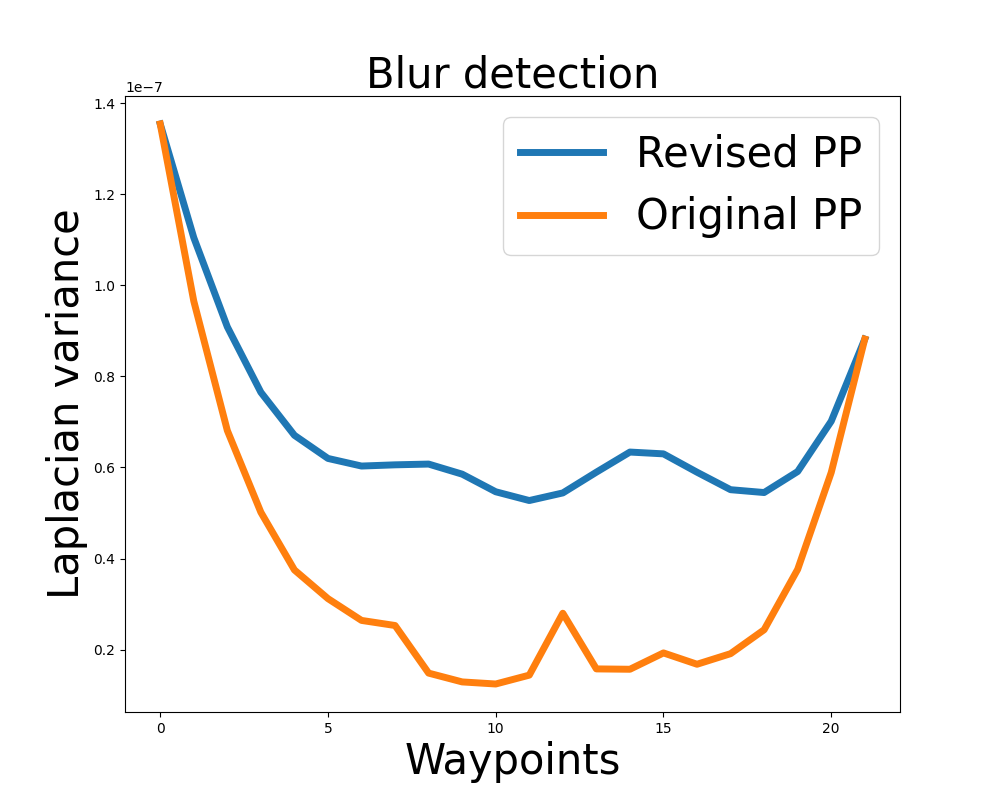 Blur detection
1e−7
1.4
1.2
1.0
0.8
0.6
0.4
0.2
Laplacian variance
Revised PP
Original PP
0 5 10 15 20
Waypoints